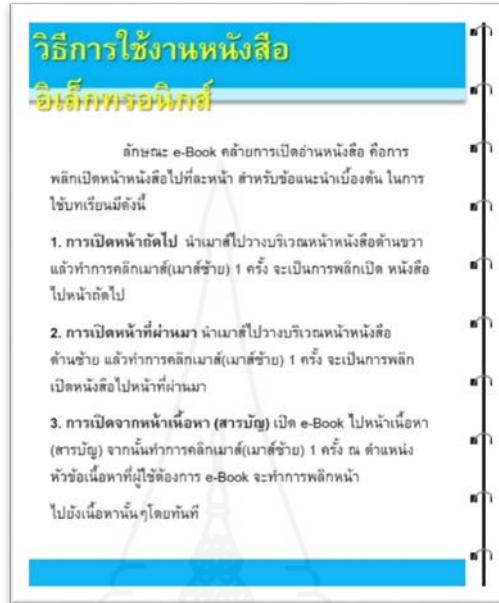 วิธีการใช้งานหนังสือ
อิเล็กทรอนิกส์
ลักษณะ e-Book คล้ายการเปิดอ่านหนังสือ คือการ
พลิกเปิดหน้าหนังสือไปทีละหน้า สำหรับข้อแนะนำเบื้องต้น ในการ
ใช้บทเรียนมีดังนี้
1. การเปิดหน้าถัดไป นำเมาส์ไปวางบริเวณหน้าหนังสือด้านขวา
แล้วทำการคลิกเมาส์(เมาส์ซ้าย) 1 ครั้ง จะเป็นการพลิกเปิด หนังสือ
ไปหน้าถัดไป
2. การเปิดหน้าที่ผ่านมา นำเมาส์ไปวางบริเวณหน้าหนังสือ
ด้านซ้าย แล้วทำการคลิกเมาส์(เมาส์ซ้าย) 1 ครั้ง จะเป็นการพลิก
เปิดหนังสือไปหน้าที่ผ่านมา
3. การเปิดจากหน้าเนื้อหา (สารบัญ) เปิด e-Book ไปหน้าเนื้อหา
(สารบัญ) จากนั้นทำการคลิกเมาส์(เมาส์ซ้าย) 1 ครั้ง ณ ตำแหน่ง
หัวข้อเนื้อหาที่ผู้ใช้ต้องการ e-Book จะทำการพลิกหน้า
ไปยังเนื้อหานั้นๆโดยทันที